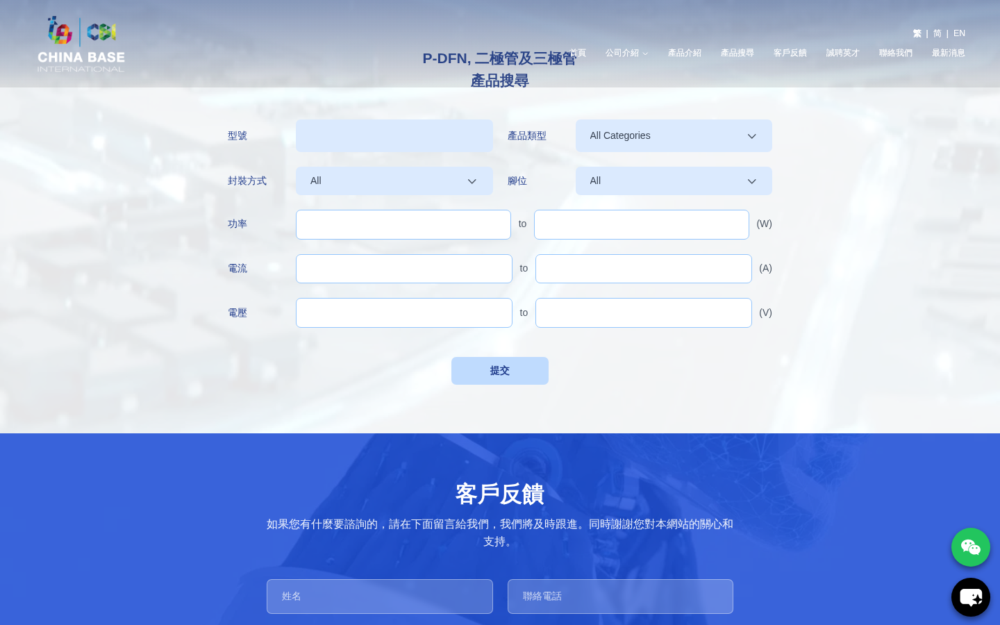 CHINA BASE
INTERNATIONAL
繁 | 简 | EN
首頁 公司介紹 產品介紹 產品搜尋 客戶反饋 誠聘英才 聯絡我們 最新消息
P-DFN, 二極管及三極管
產品搜尋
型號 產品類型 All Categories
封裝方式 All 腳位 All
功率 to (W)
電流 to (A)
電壓 to (V)
提交
客戶反饋
如果您有什麼要諮詢的，請在下面留言給我們，我們將及時跟進。同時謝謝您對本網站的關心和
支持。
姓名 聯絡電話